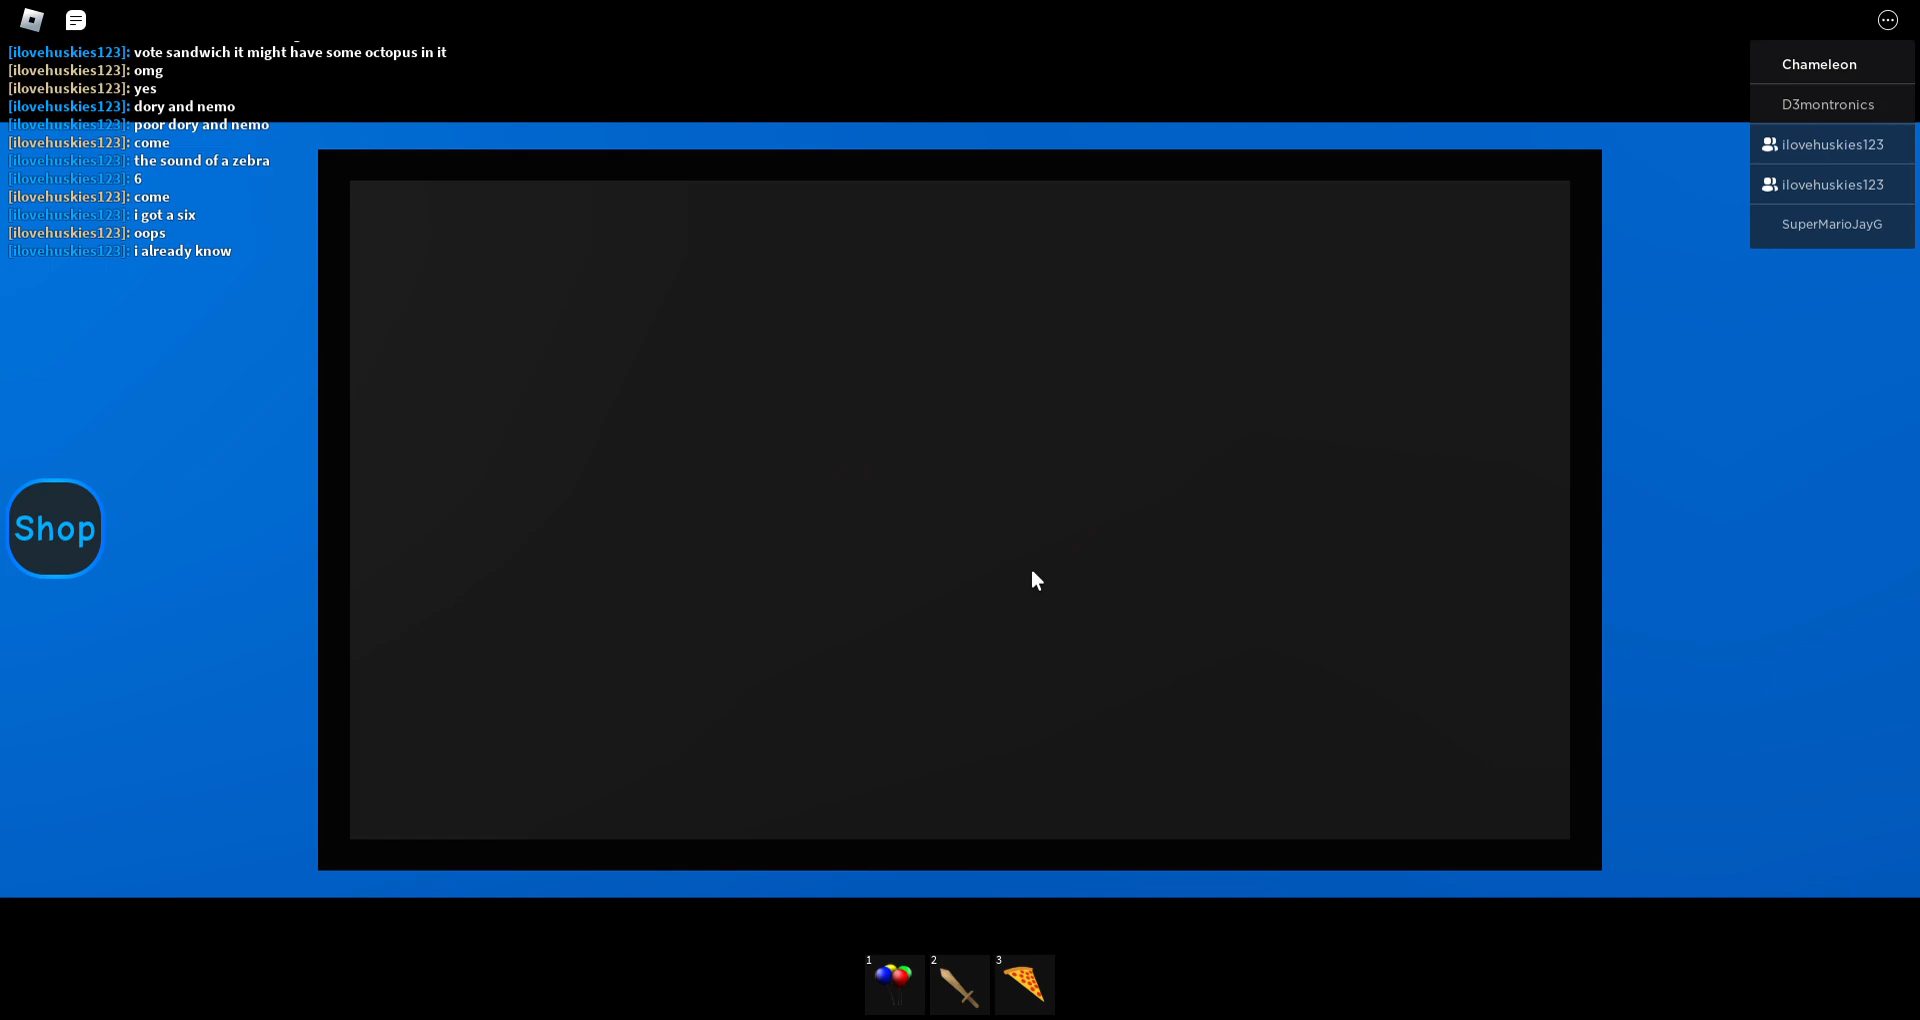 [ilovehuskies123]: vote sandwich it might have some octopus in it
[ilovehuskies123]: omg
[ilovehuskies123]: yes
[ilovehuskies123]: dory and nemo
[ilovehuskies123]: poor dory and nemo
[ilovehuskies123]: come
[ilovehuskies123]: the sound of a zebra
[ilovehuskies123]: 6
[ilovehuskies123]: come
[ilovehuskies123]: i got a six
[ilovehuskies123]: oops
[ilovehuskies123]: i already know
Chameleon
D3montronics
ilovehuskies123
ilovehuskies123
SuperMarioJayG
Shop
1 2 3